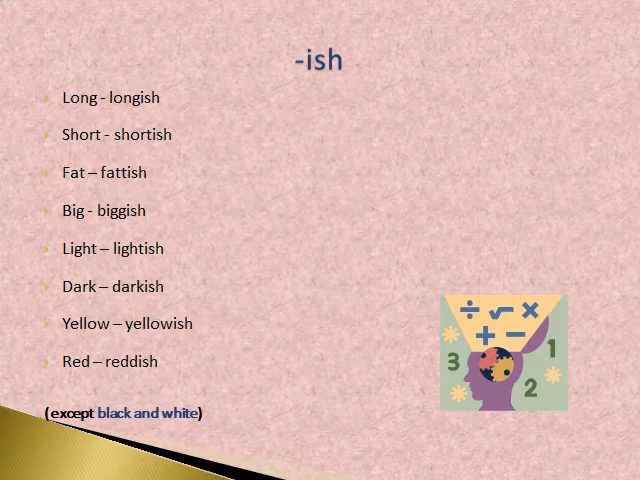 -ish
Long - longish
Short - shortish
Fat – fattish
Big - biggish
Light – lightish
Dark – darkish
Yellow – yellowish
Red – reddish
(except black and white)
÷ √ ×
+ −
3
1
2